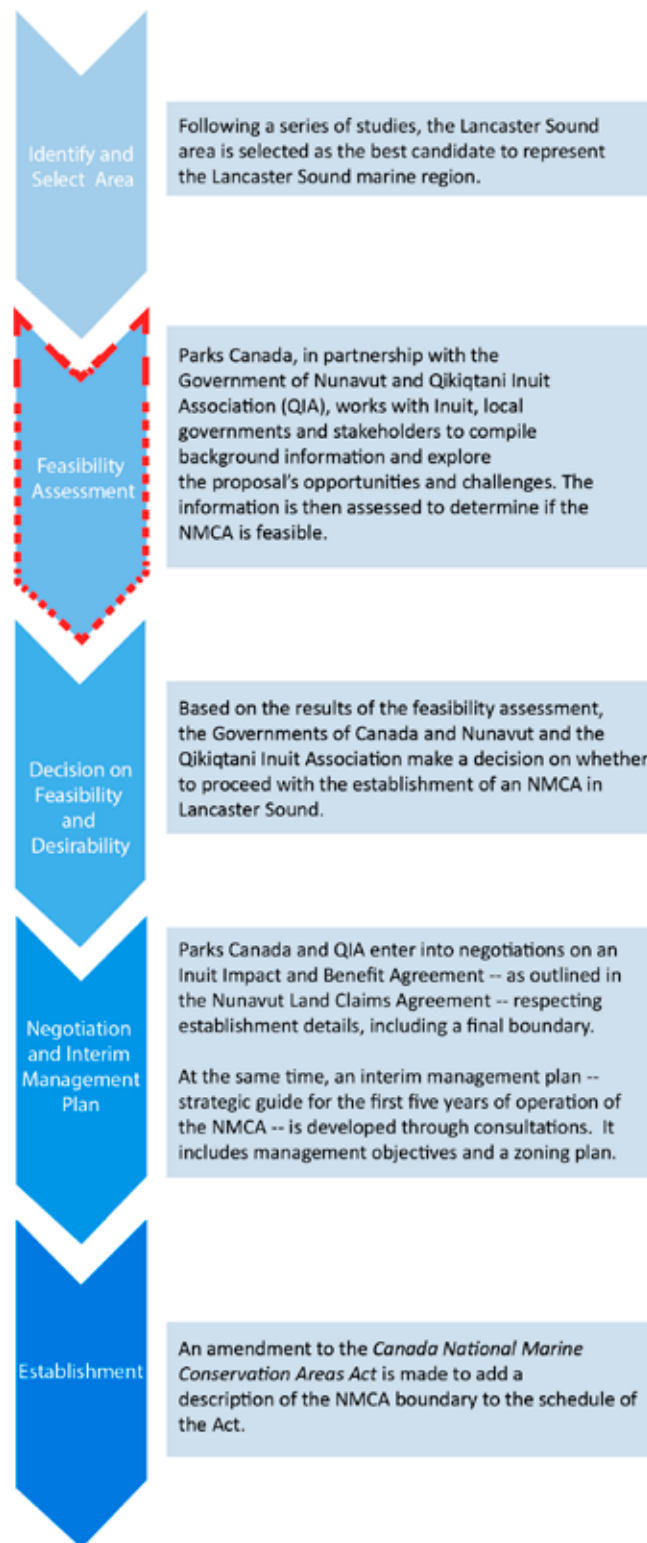 Identify and
Select Area
Following a series of studies, the Lancaster Sound
area is selected as the best candidate to represent
the Lancaster Sound marine region.
Feasibility
Assessment
Parks Canada, in partnership with the
Government of Nunavut and Qikiqtani Inuit
Association (QIA), works with Inuit, local
governments and stakeholders to compile
background information and explore
the proposal's opportunities and challenges. The
information is then assessed to determine if the
NMCA is feasible.
Decision on
Feasibility
and
Desirability
Based on the results of the feasibility assessment,
the Governments of Canada and Nunavut and the
Qikiqtani Inuit Association make a decision on whether
to proceed with the establishment of an NMCA in
Lancaster Sound.
Negotiation
and Interim
Management
Plan
Parks Canada and QIA enter into negotiations on an
Inuit Impact and Benefit Agreement -- as outlined in
the Nunavut Land Claims Agreement -- respecting
establishment details, including a final boundary.
At the same time, an interim management plan --
strategic guide for the first five years of operation of
the NMCA -- is developed through consultations. It
includes management objectives and a zoning plan.
Establishment
An amendment to the Canada National Marine
Conservation Areas Act is made to add a
description of the NMCA boundary to the schedule of
the Act.